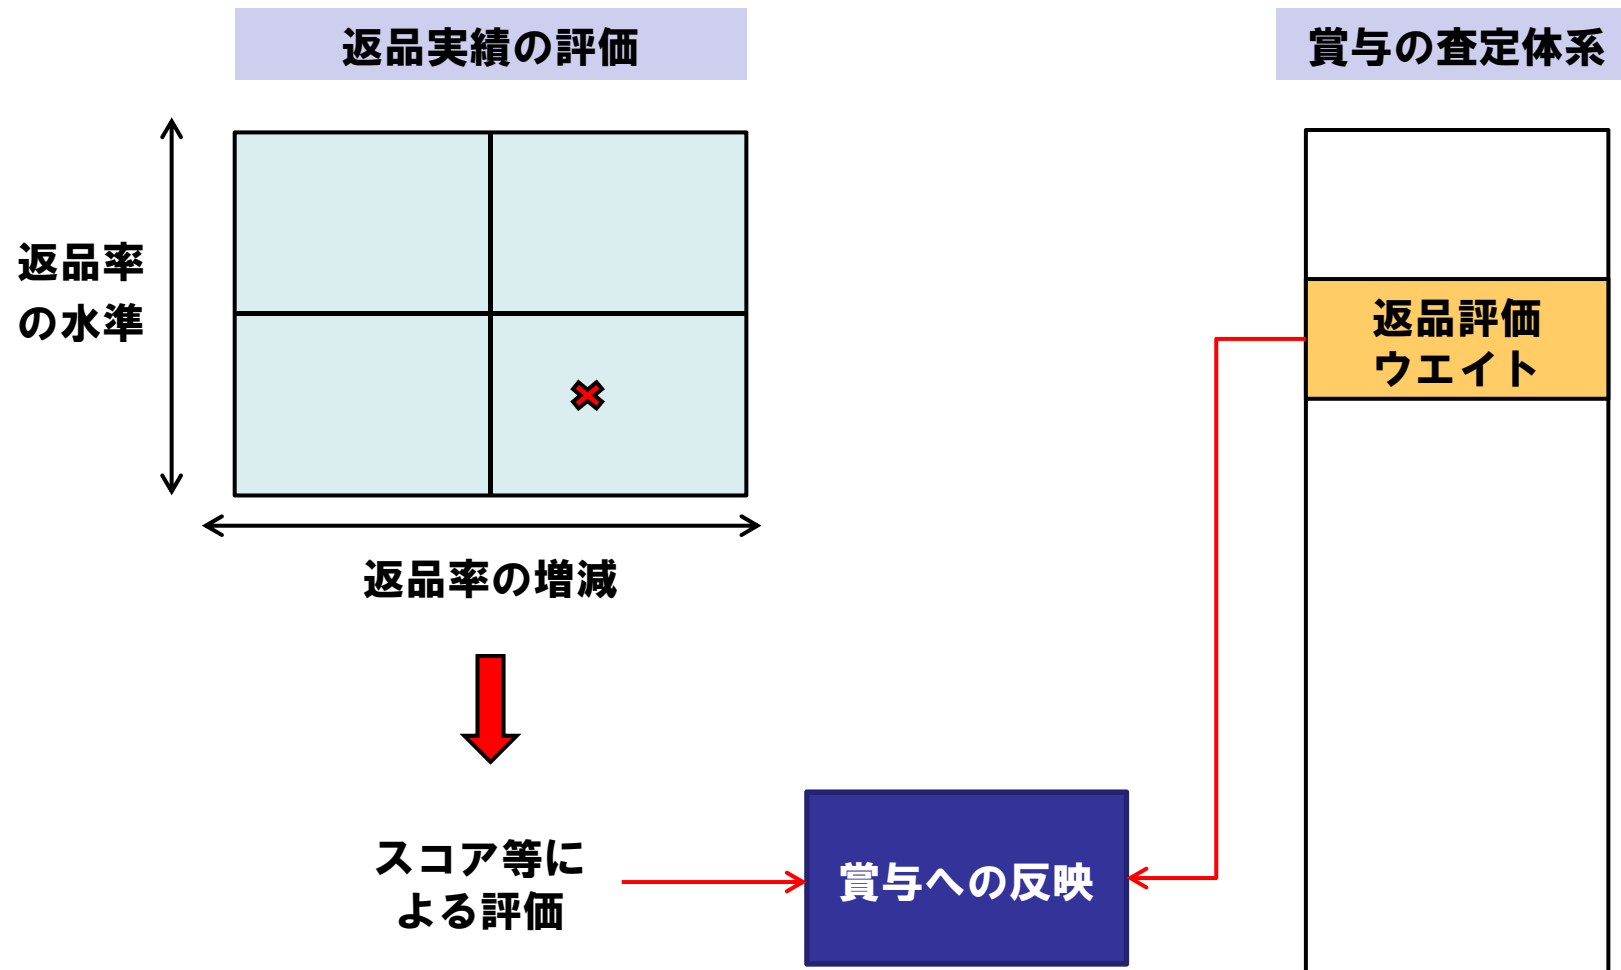 返品実績の評価
賞与の査定体系
返品率
の水準
返品評価
ウエイト
返品率の増減
スコア等に
よる評価
賞与への反映